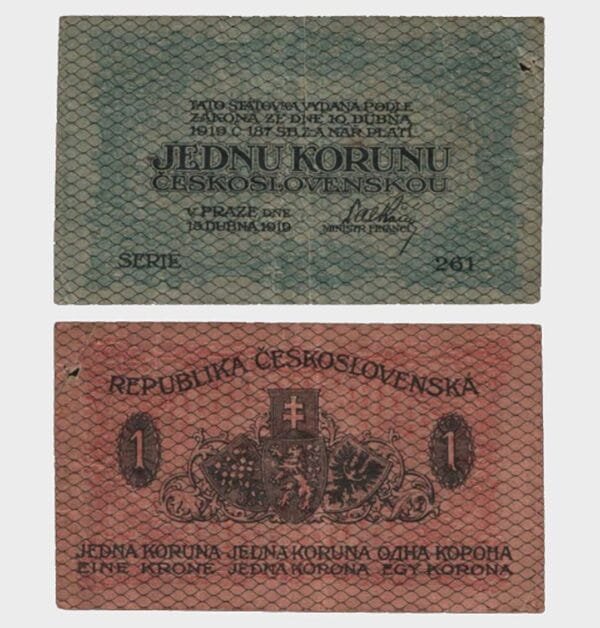 TATO STÁTOVKA VYDANÁ PODLE
ZÁKONA ZE DNE 10. DUBNA
1919 Č 187 SB. Z. A NAŘ. PLATÍ
JEDNU KORUNU
ČESKOSLOVENSKOU
V PRAZE DNE
15. DUBNA 1919
MINISTR FINANCÍ
SERIE 261
REPUBLIKA ČESKOSLOVENSKÁ
1 1
JEDNA KORUNA · JEDNA KORUNA ОДНА КОРОНА
EINE KRONE JEDNA KORONA EGY KORONA